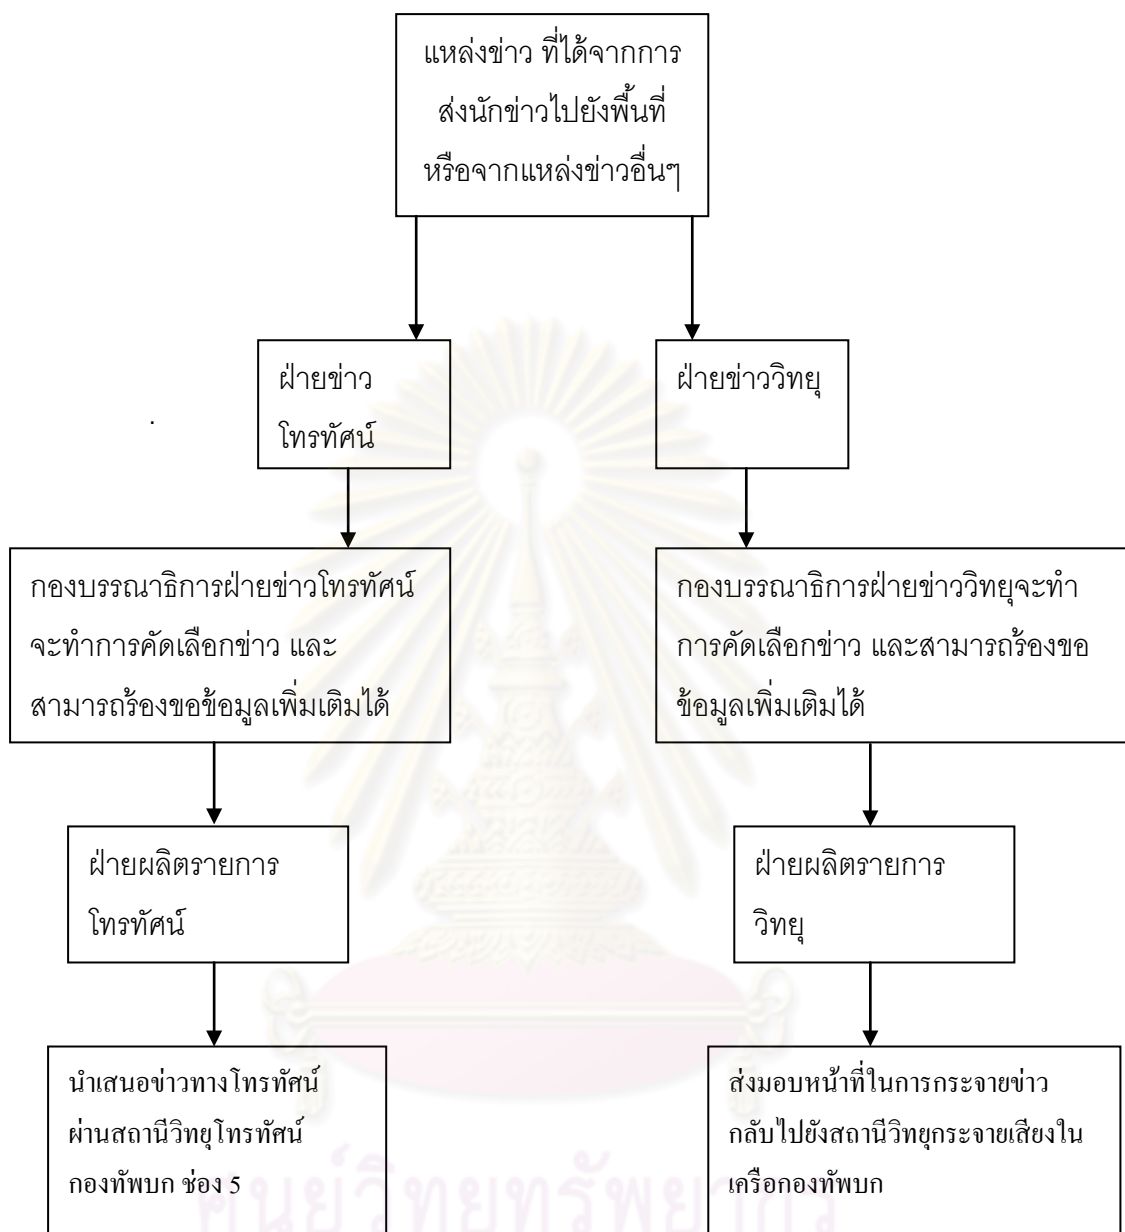 แหล่งข่าว ที่ได้จากการ
ส่งนักข่าวไปยังพื้นที่
หรือจากแหล่งข่าวอื่นๆ
ฝ่ายข่าว
โทรทัศน์
ฝ่ายข่าววิทยุ
กองบรรณาธิการฝ่ายข่าวโทรทัศน์
จะทำการคัดเลือกข่าว และ
สามารถร้องขอข้อมูลเพิ่มเติมได้
กองบรรณาธิการฝ่ายข่าววิทยุจะทำ
การคัดเลือกข่าว และสามารถร้องขอ
ข้อมูลเพิ่มเติมได้
ฝ่ายผลิตรายการ
โทรทัศน์
ฝ่ายผลิตรายการ
วิทยุ
นำเสนอข่าวทางโทรทัศน์
ผ่านสถานีวิทยุโทรทัศน์
กองทัพบก ช่อง 5
ส่งมอบหน้าที่ในการกระจายข่าว
กลับไปยังสถานีวิทยุกระจายเสียงใน
เครือกองทัพบก
ศูนย์วิทยทรัพยากร